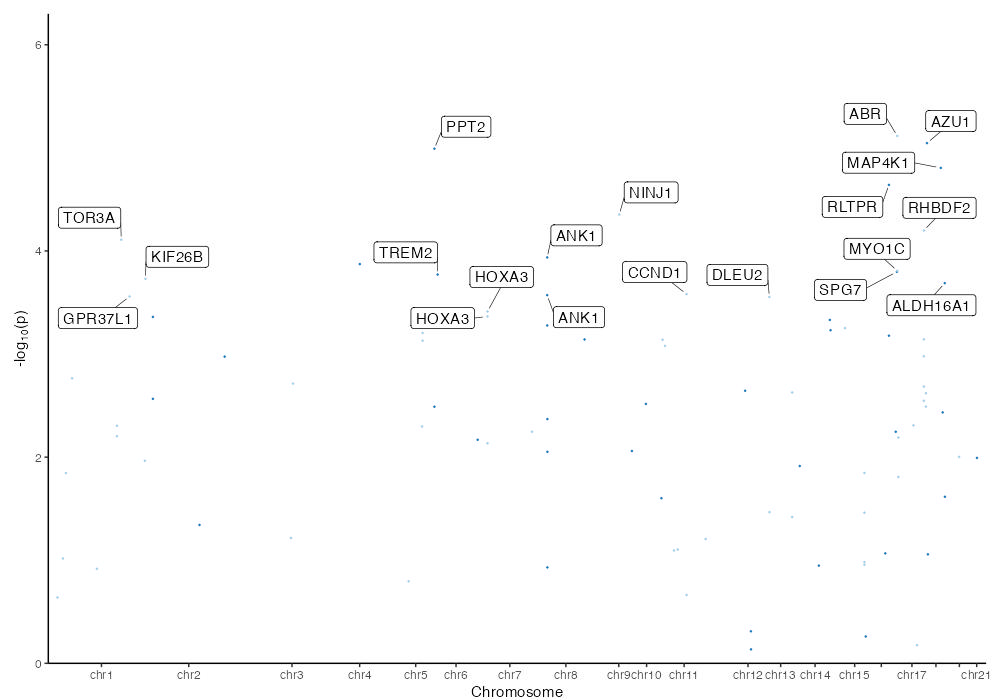 6
ABR
AZU1
PPT2
MAP4K1
NINJ1
RLTPR
RHBDF2
TOR3A
ANK1
4
KIF26B
TREM2
MYO1C
HOXA3
CCND1
DLEU2
SPG7
ALDH16A1
GPR37L1
HOXA3
ANK1
-log10(p)
2
0
chr1 chr2 chr3 chr4 chr5 chr6 chr7 chr8 chr9chr10 chr11 chr12 chr13 chr14 chr15 chr17 chr21
Chromosome